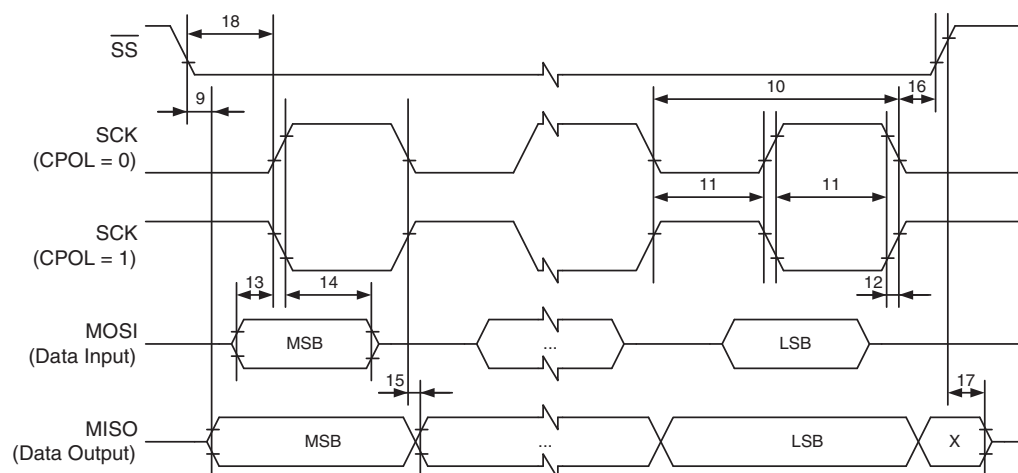 18
SS
9
10
16
SCK
(CPOL = 0)
11
11
SCK
(CPOL = 1)
13
14
12
MOSI
(Data Input)
MSB
...
LSB
15
17
MISO
(Data Output)
MSB
...
LSB
X